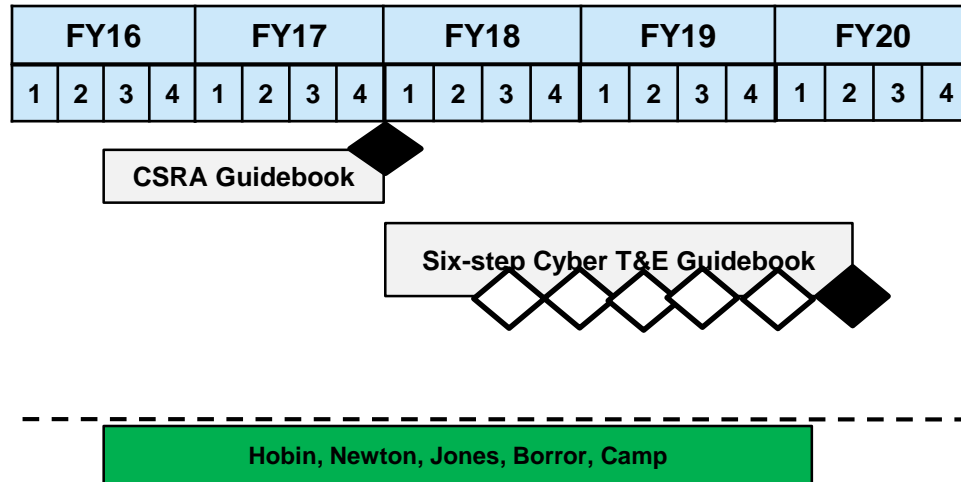 FY16 FY17 FY18 FY19 FY20
1 2 3 4 1 2 3 4 1 2 3 4 1 2 3 4 1 2 3 4
CSRA Guidebook
Six-step Cyber T&E Guidebook
Hobin, Newton, Jones, Borror, Camp